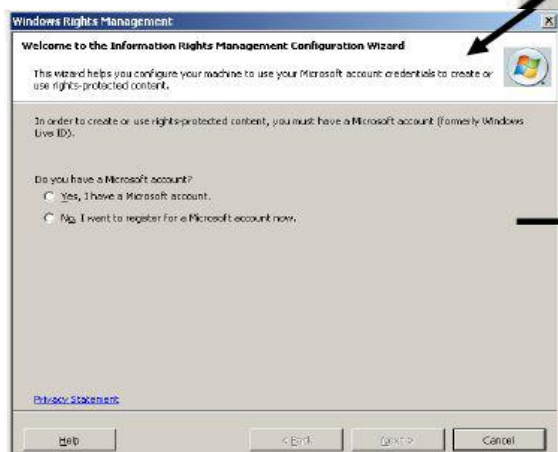 Windows Rights Management
Welcome to the Information Rights Management Configuration Wizard
This wizard helps you configure your machine to use your Microsoft account credentials to create or
use rights-protected content.
In order to create or use rights-protected content, you must have a Microsoft account (formerly Windows
Live ID).
Do you have a Microsoft account?
Yes, I have a Microsoft account.
No, I want to register for a Microsoft account now.
Privacy Statement
Help
< Back
Next >
Cancel